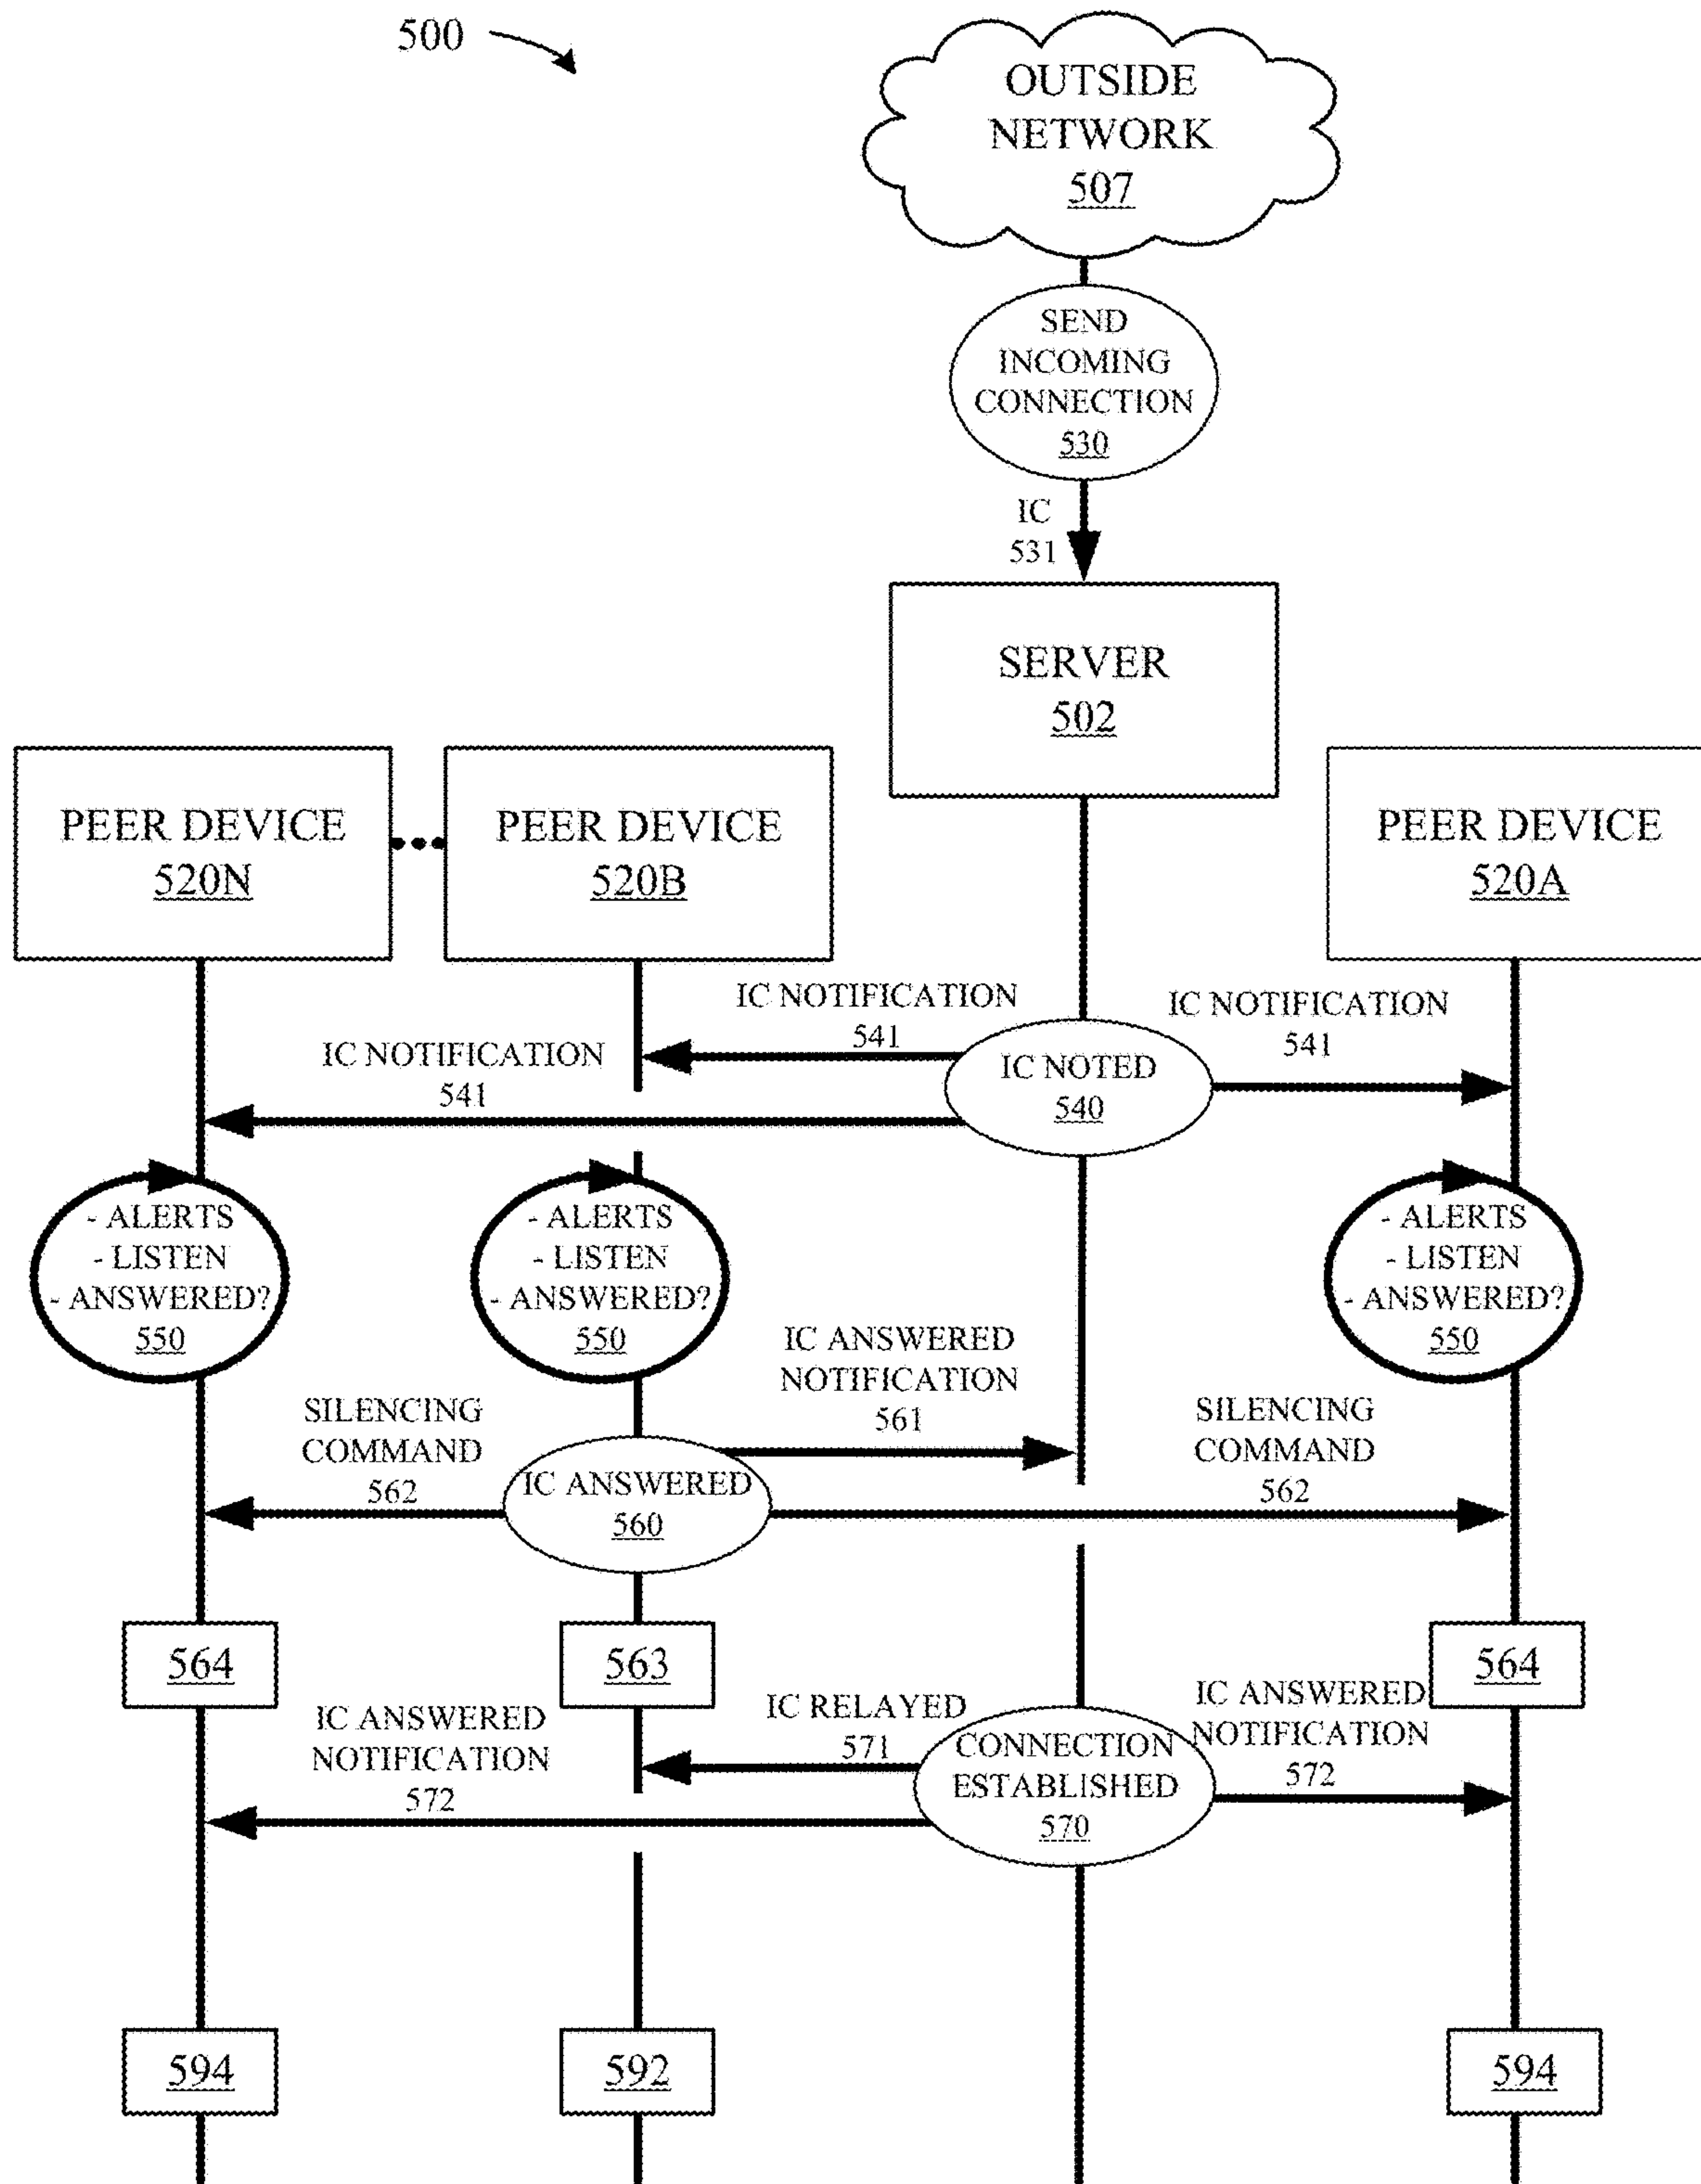 500
OUTSIDE
NETWORK
507
SEND
INCOMING
CONNECTION
530
IC
531
SERVER
502
PEER DEVICE
520N
PEER DEVICE
520B
PEER DEVICE
520A
IC NOTIFICATION
541
IC NOTIFICATION
541
IC NOTIFICATION
541
IC NOTED
540
- ALERTS
- LISTEN
- ANSWERED?
550
- ALERTS
- LISTEN
- ANSWERED?
550
- ALERTS
- LISTEN
- ANSWERED?
550
IC ANSWERED
NOTIFICATION
561
SILENCING
COMMAND
562
IC ANSWERED
560
SILENCING
COMMAND
562
564
563
564
IC ANSWERED
NOTIFICATION
572
IC RELAYED
571
CONNECTION
ESTABLISHED
570
IC ANSWERED
NOTIFICATION
572
594
592
594